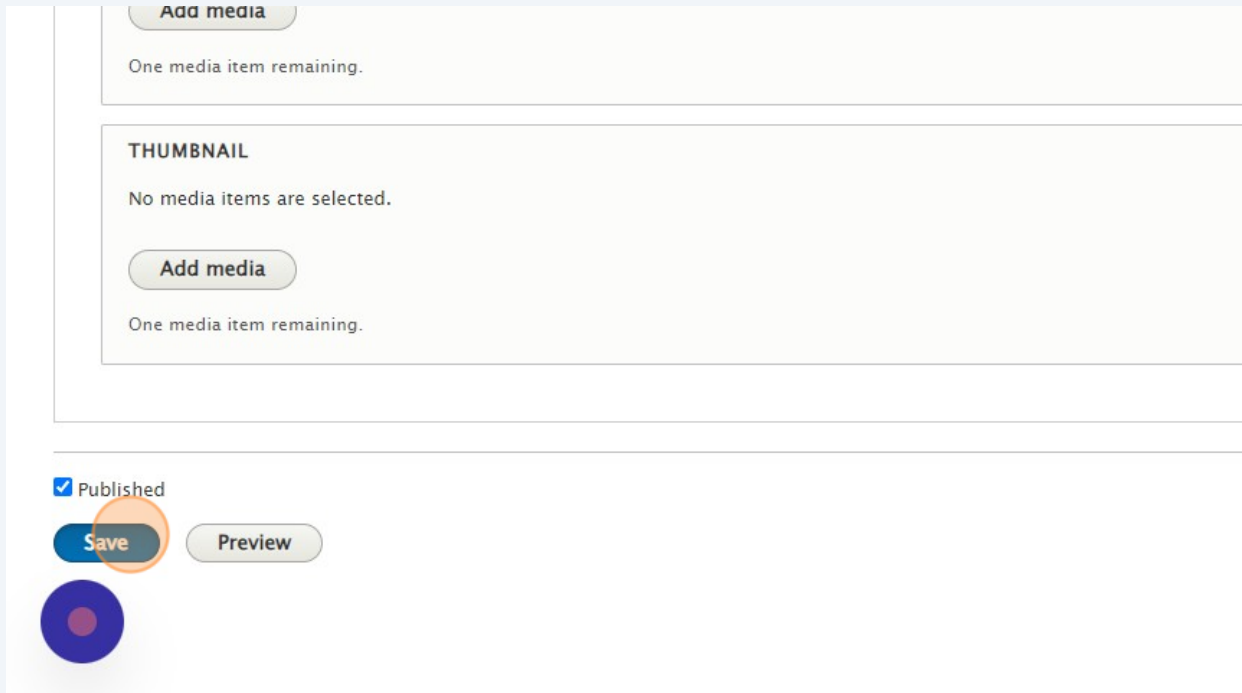 Add media
One media item remaining.
THUMBNAIL
No media items are selected.
Add media
One media item remaining.
Published
Save Preview